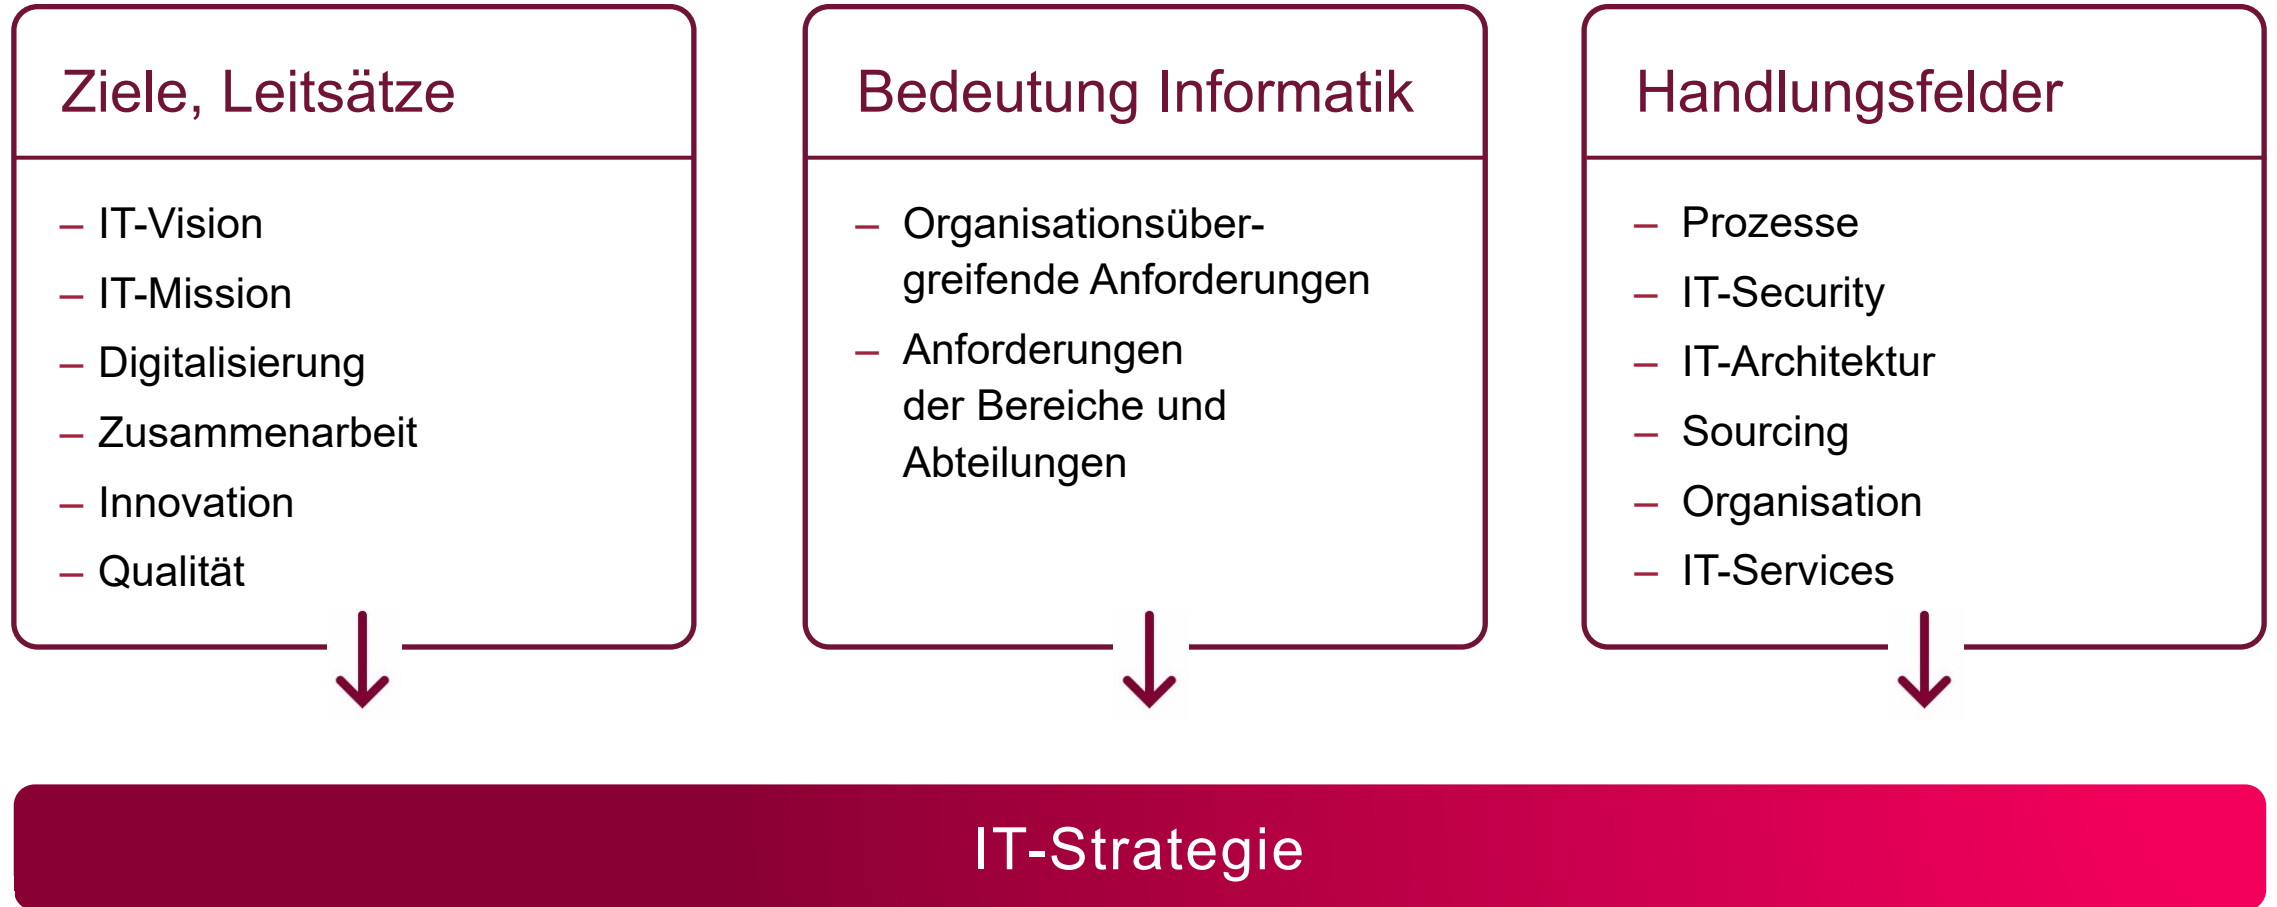 Ziele, Leitsätze
– IT-Vision
– IT-Mission
– Digitalisierung
– Zusammenarbeit
– Innovation
– Qualität
Bedeutung Informatik
– Organisationsüber-
greifende Anforderungen
– Anforderungen
der Bereiche und
Abteilungen
Handlungsfelder
– Prozesse
– IT-Security
– IT-Architektur
– Sourcing
– Organisation
– IT-Services
IT-Strategie